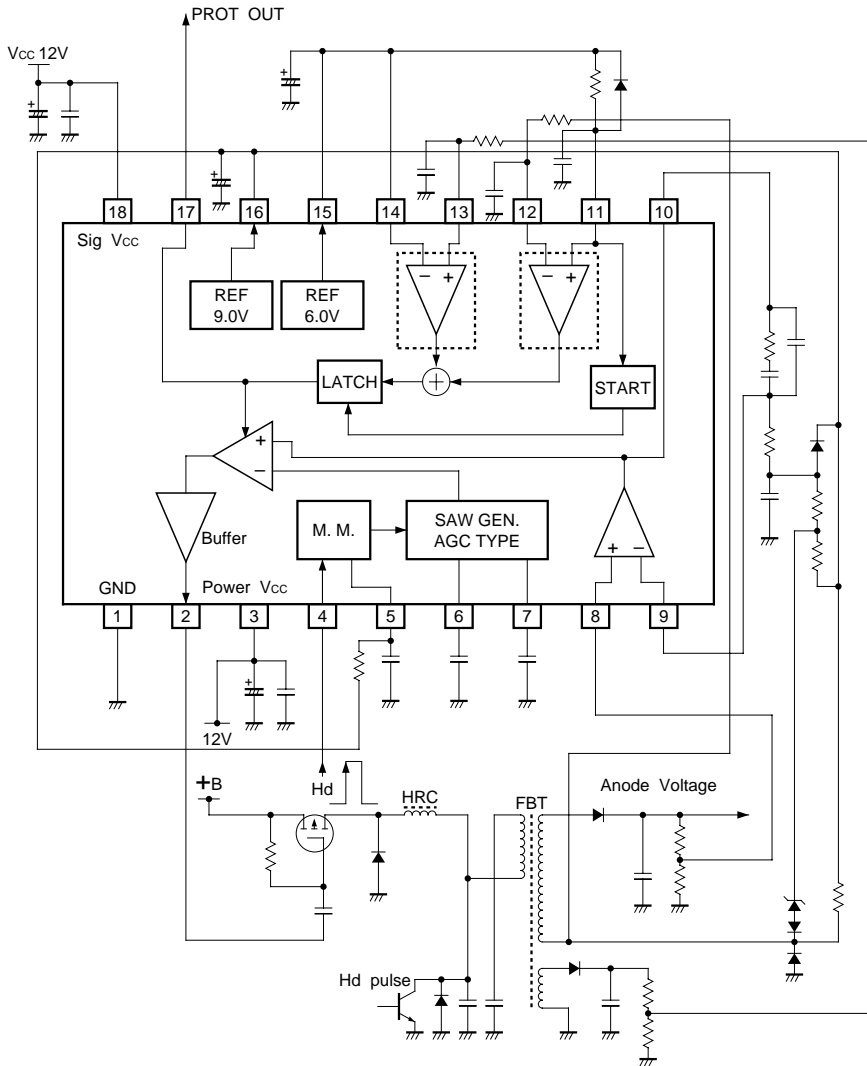 PROT OUT
Vcc 12V
18
17
16
15
14
13
12
11
10
Sig Vcc
REF
9.0V
REF
6.0V
−
+
−
+
LATCH
+
START
+
−
Buffer
M. M.
SAW GEN.
AGC TYPE
+
−
GND
Power Vcc
1
2
3
4
5
6
7
8
9
12V
+B
Hd
HRC
FBT
Anode Voltage
Hd pulse